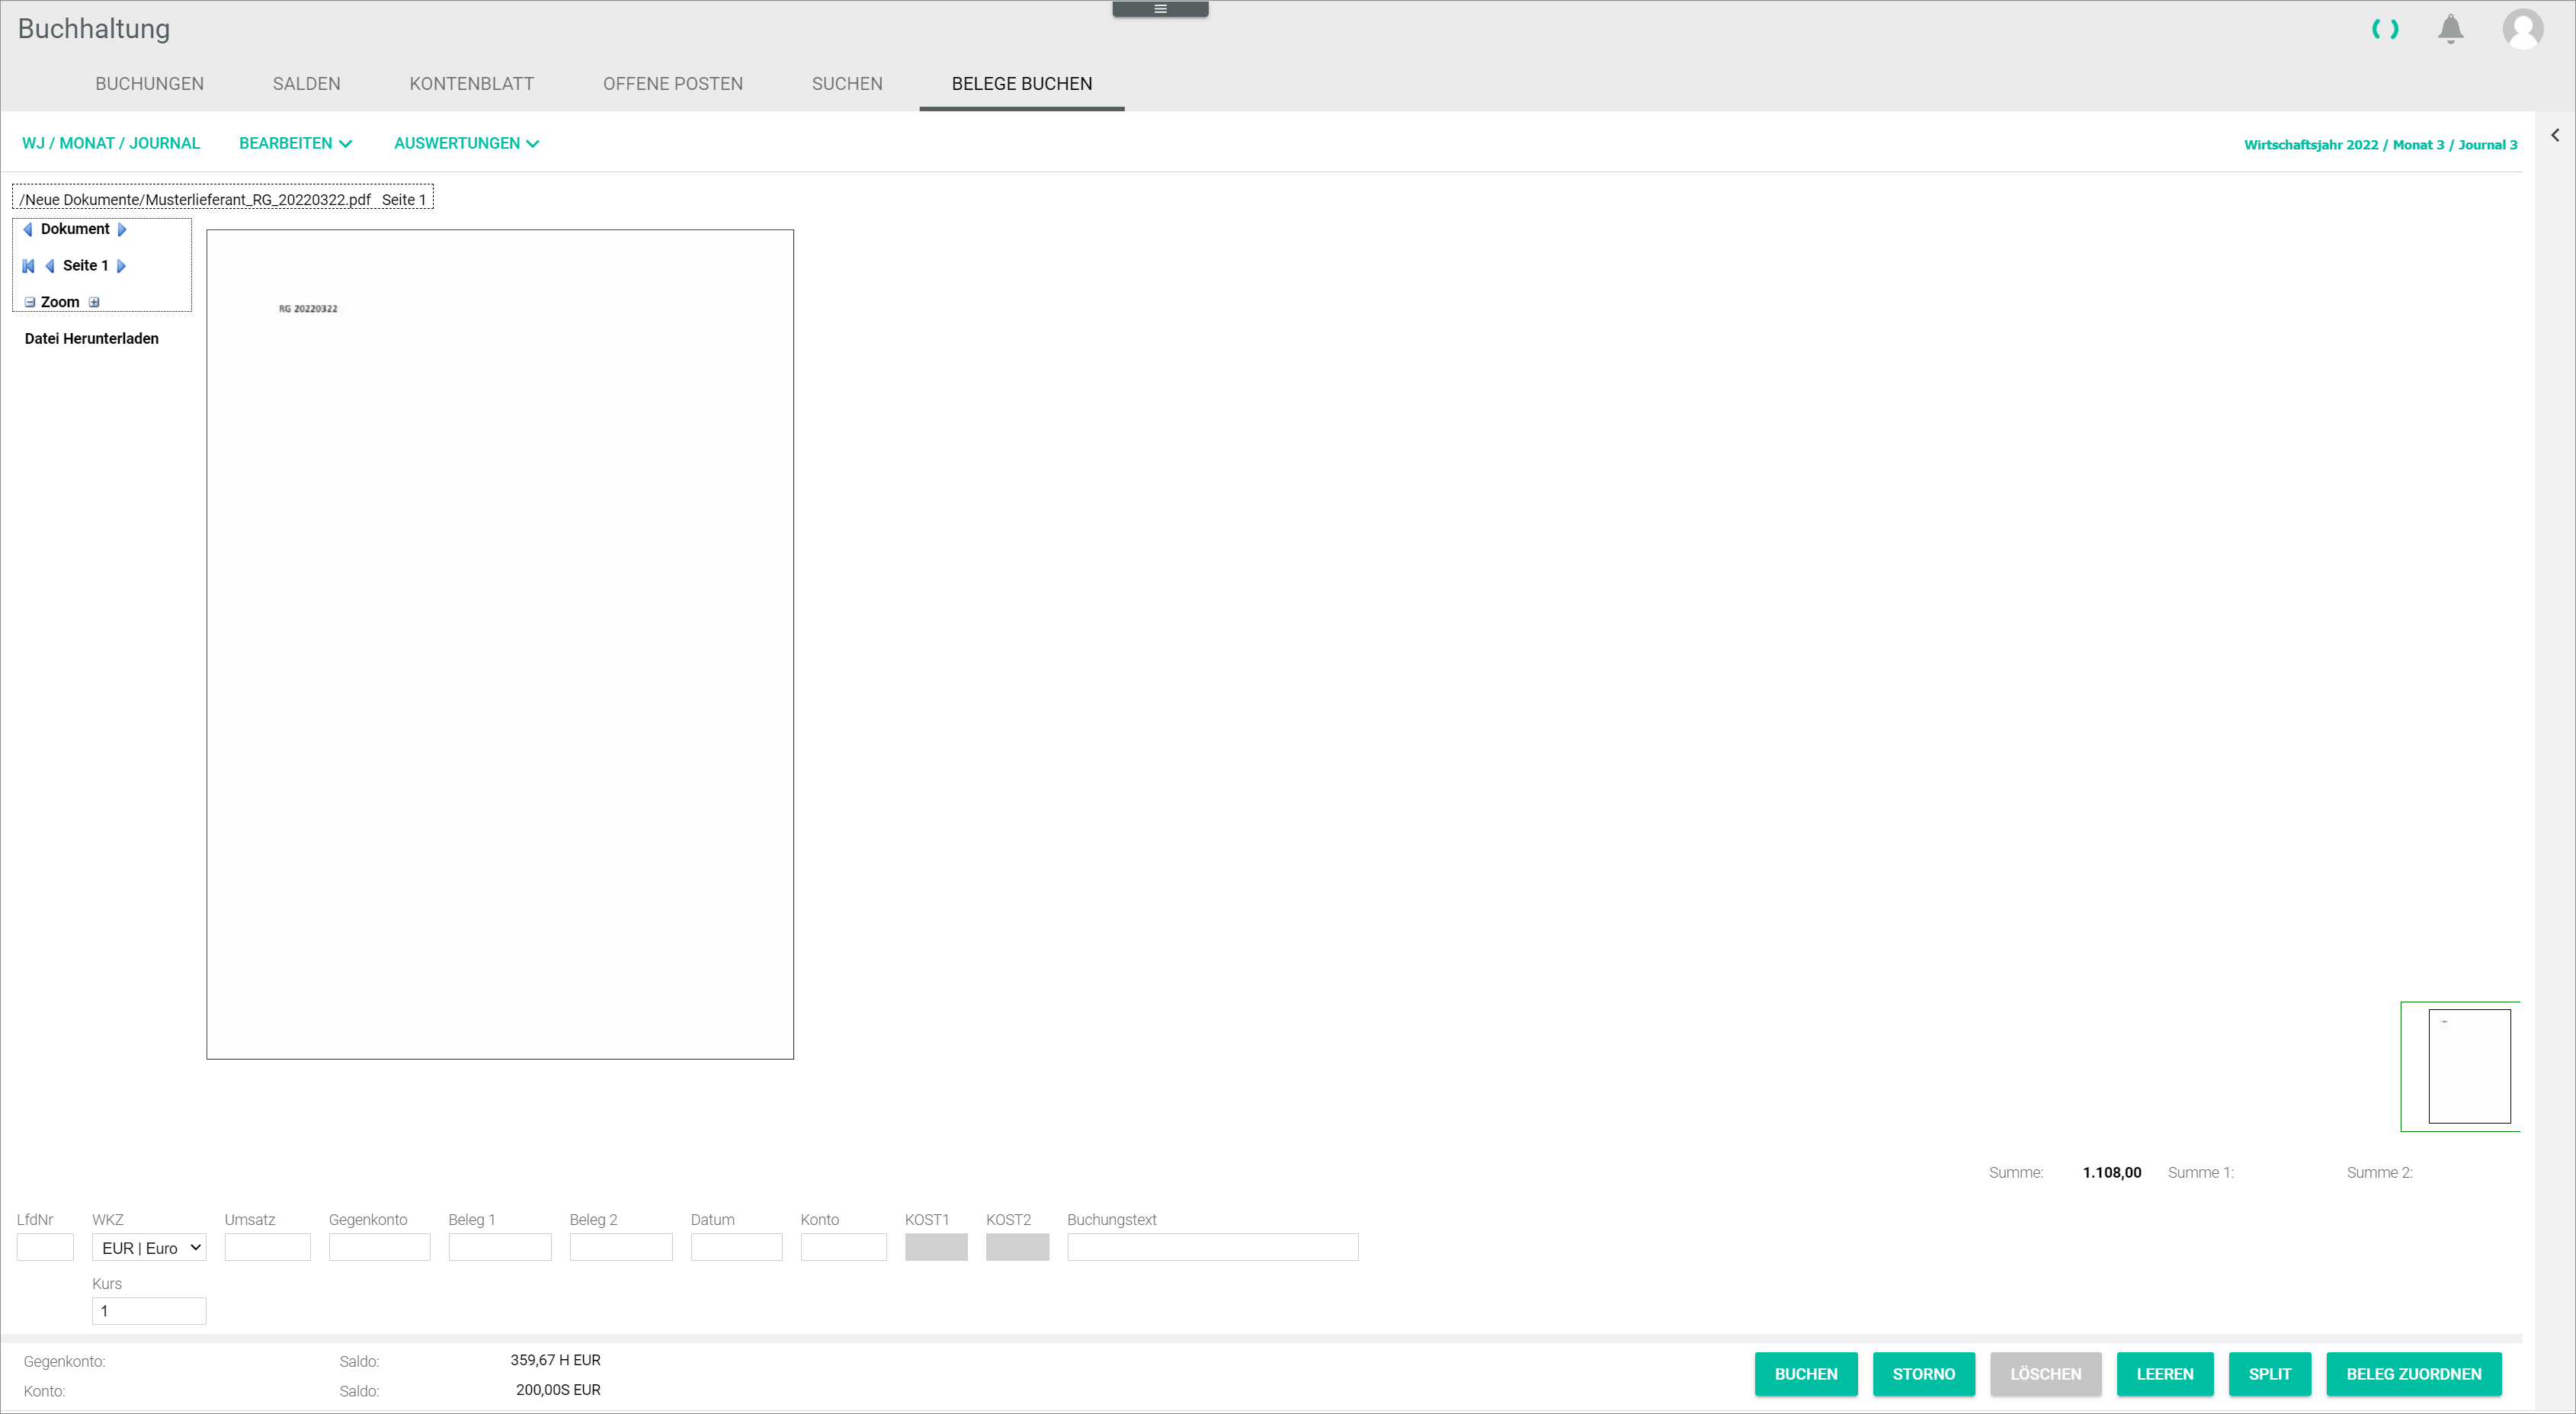 Buchhaltung
BUCHUNGEN SALDEN KONTENBLATT OFFENE POSTEN SUCHEN BELEGE BUCHEN
WJ / MONAT / JOURNAL BEARBEITEN AUSWERTUNGEN Wirtschaftsjahr 2022 / Monat 3 / Journal 3
/Neue Dokumente/Musterlieferant_RG_20220322.pdf Seite 1
Dokument
Seite 1
Zoom
Datei Herunterladen
RG 20220322
Summe: 1.108,00 Summe 1: Summe 2:
LfdNr WKZ Umsatz Gegenkonto Beleg 1 Beleg 2 Datum Konto KOST1 KOST2 Buchungstext
EUR | Euro
Kurs
1
Gegenkonto: Saldo: 359,67 H EUR
Konto: Saldo: 200,00S EUR
BUCHEN STORNO LÖSCHEN LEEREN SPLIT BELEG ZUORDNEN